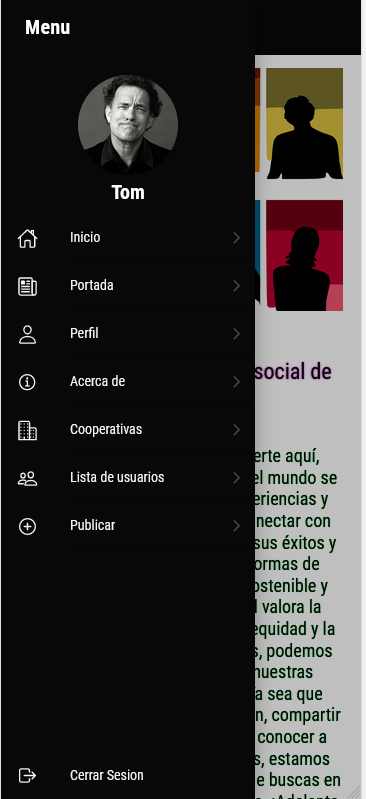 Menu
Tom
Inicio
Portada
Perfil
Acerca de
Cooperativas
Lista de usuarios
Publicar
Cerrar Sesion
social de
erte aquí,
el mundo se
eriencias y
nectar con
sus éxitos y
ormas de
ostenible y
l valora la
equidad y la
s, podemos
nuestras
a sea que
n, compartir
conocer a
s, estamos
e buscas en